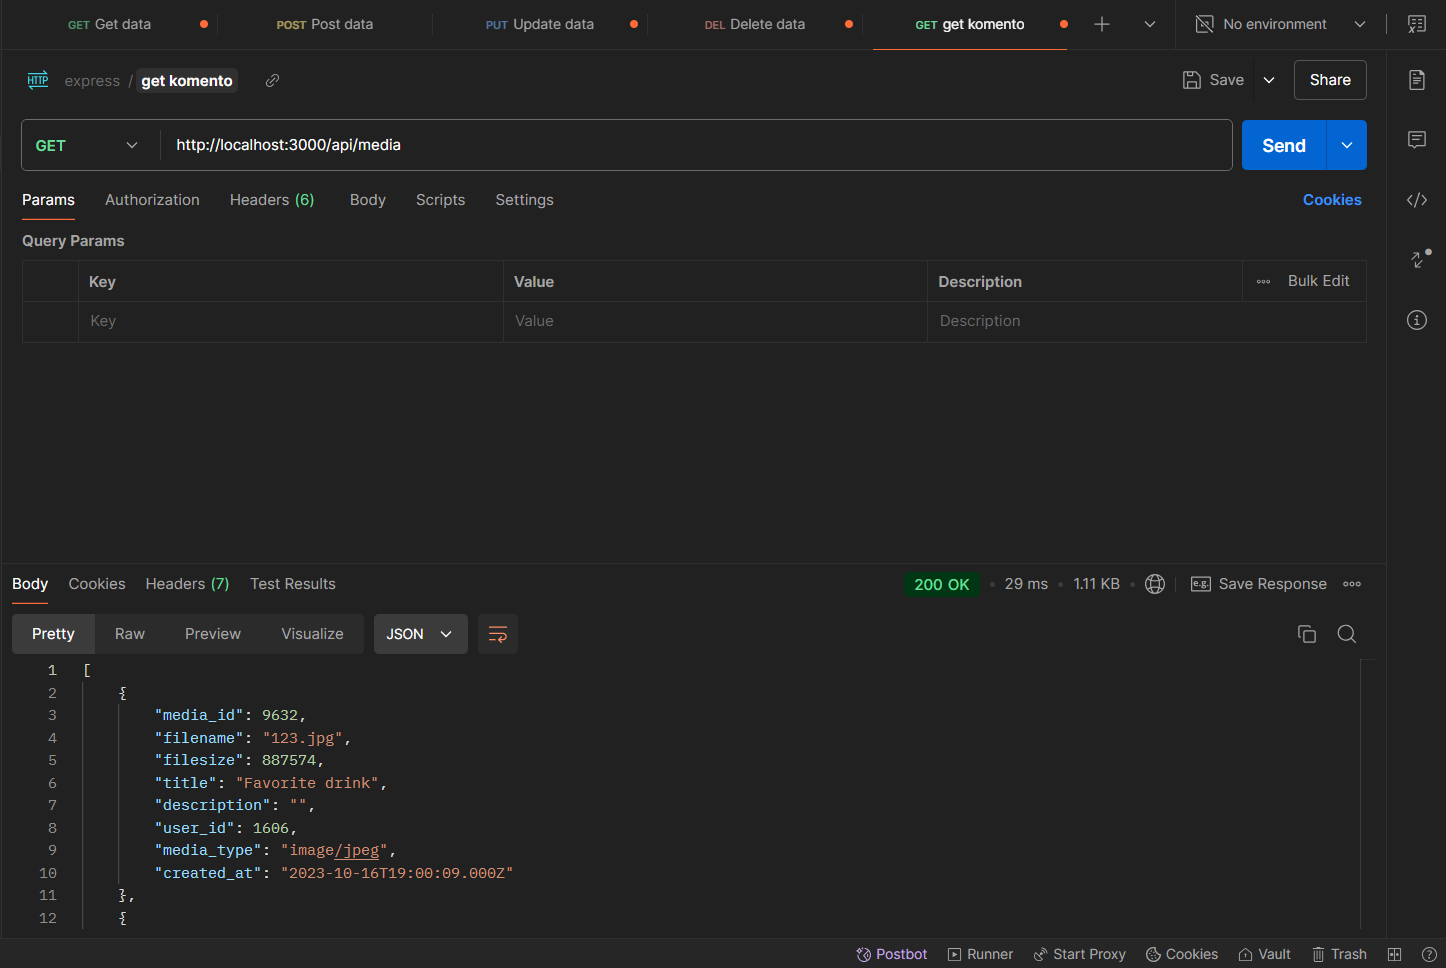 GET Get data POST Post data PUT Update data DEL Delete data GET get komento No environment
HTTP express / get komento Save Share
GET http://localhost:3000/api/media Send
Params Authorization Headers (6) Body Scripts Settings Cookies
Query Params
Key Value Description Bulk Edit
Key Value Description
Body Cookies Headers (7) Test Results 200 OK 29 ms 1.11 KB e.g. Save Response
Pretty Raw Preview Visualize JSON
1 [
2 {
3 "media_id": 9632,
4 "filename": "123.jpg",
5 "filesize": 887574,
6 "title": "Favorite drink",
7 "description": "",
8 "user_id": 1606,
9 "media_type": "image/jpeg",
10 "created_at": "2023-10-16T19:00:09.000Z"
11 },
12 {
Postbot Runner Start Proxy Cookies Vault Trash